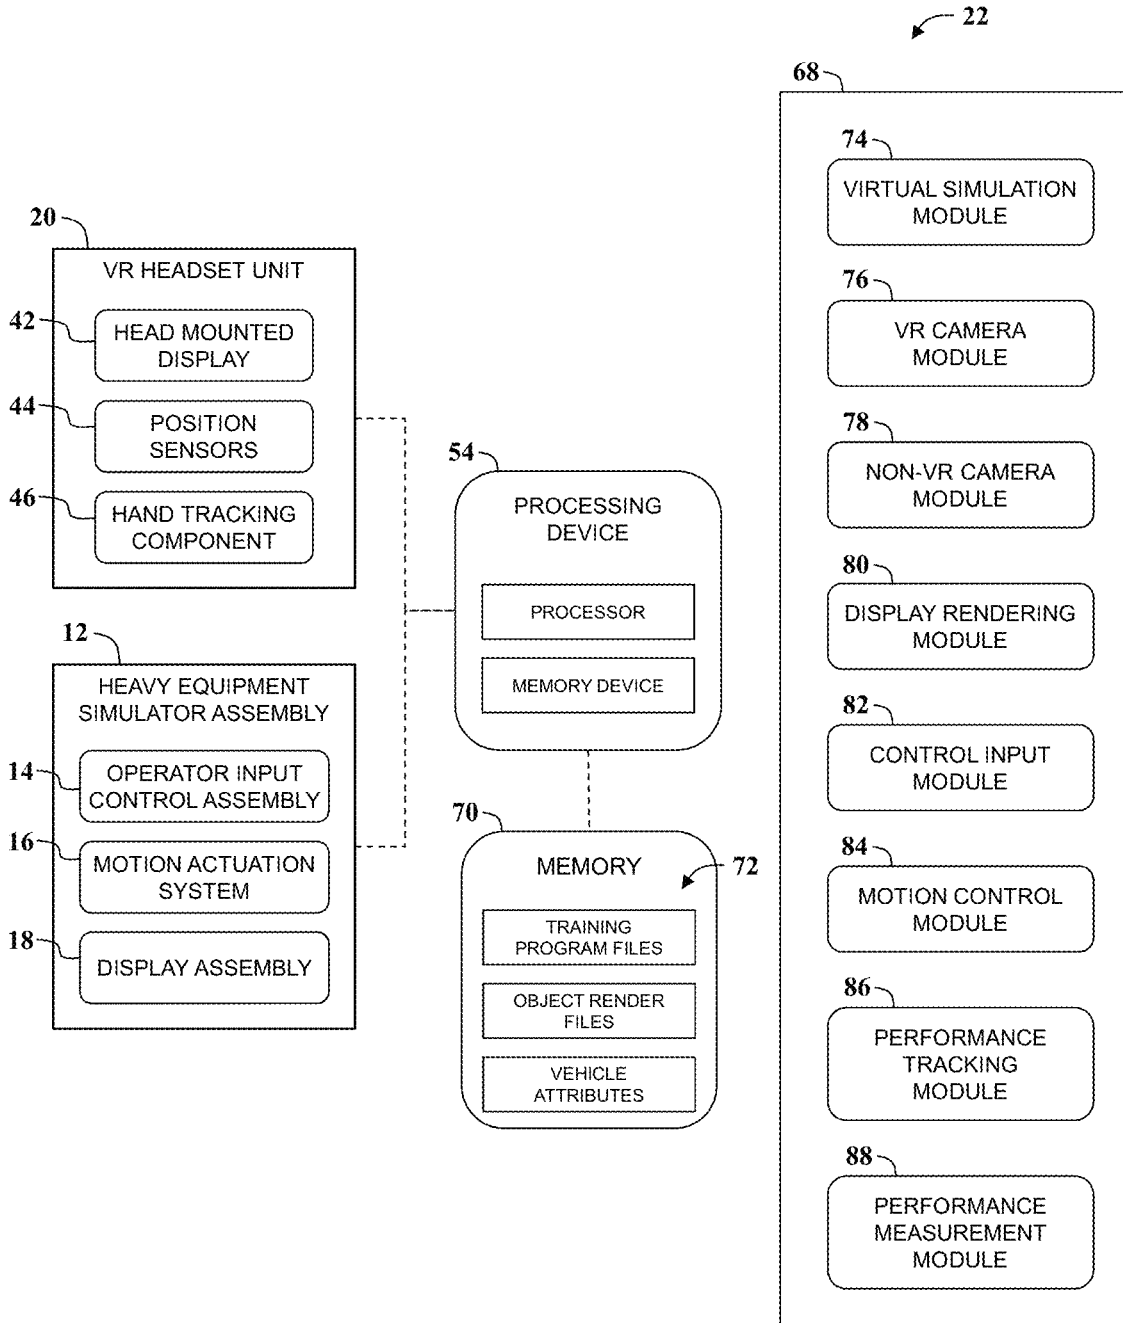 22
68
74
VIRTUAL SIMULATION
MODULE
76
VR CAMERA
MODULE
78
NON-VR CAMERA
MODULE
80
DISPLAY RENDERING
MODULE
82
CONTROL INPUT
MODULE
84
MOTION CONTROL
MODULE
86
PERFORMANCE
TRACKING
MODULE
88
PERFORMANCE
MEASUREMENT
MODULE
20
VR HEADSET UNIT
42
HEAD MOUNTED
DISPLAY
44
POSITION
SENSORS
46
HAND TRACKING
COMPONENT
12
HEAVY EQUIPMENT
SIMULATOR ASSEMBLY
14
OPERATOR INPUT
CONTROL ASSEMBLY
16
MOTION ACTUATION
SYSTEM
18
DISPLAY ASSEMBLY
54
PROCESSING
DEVICE
PROCESSOR
MEMORY DEVICE
70
MEMORY
72
TRAINING
PROGRAM FILES
OBJECT RENDER
FILES
VEHICLE
ATTRIBUTES